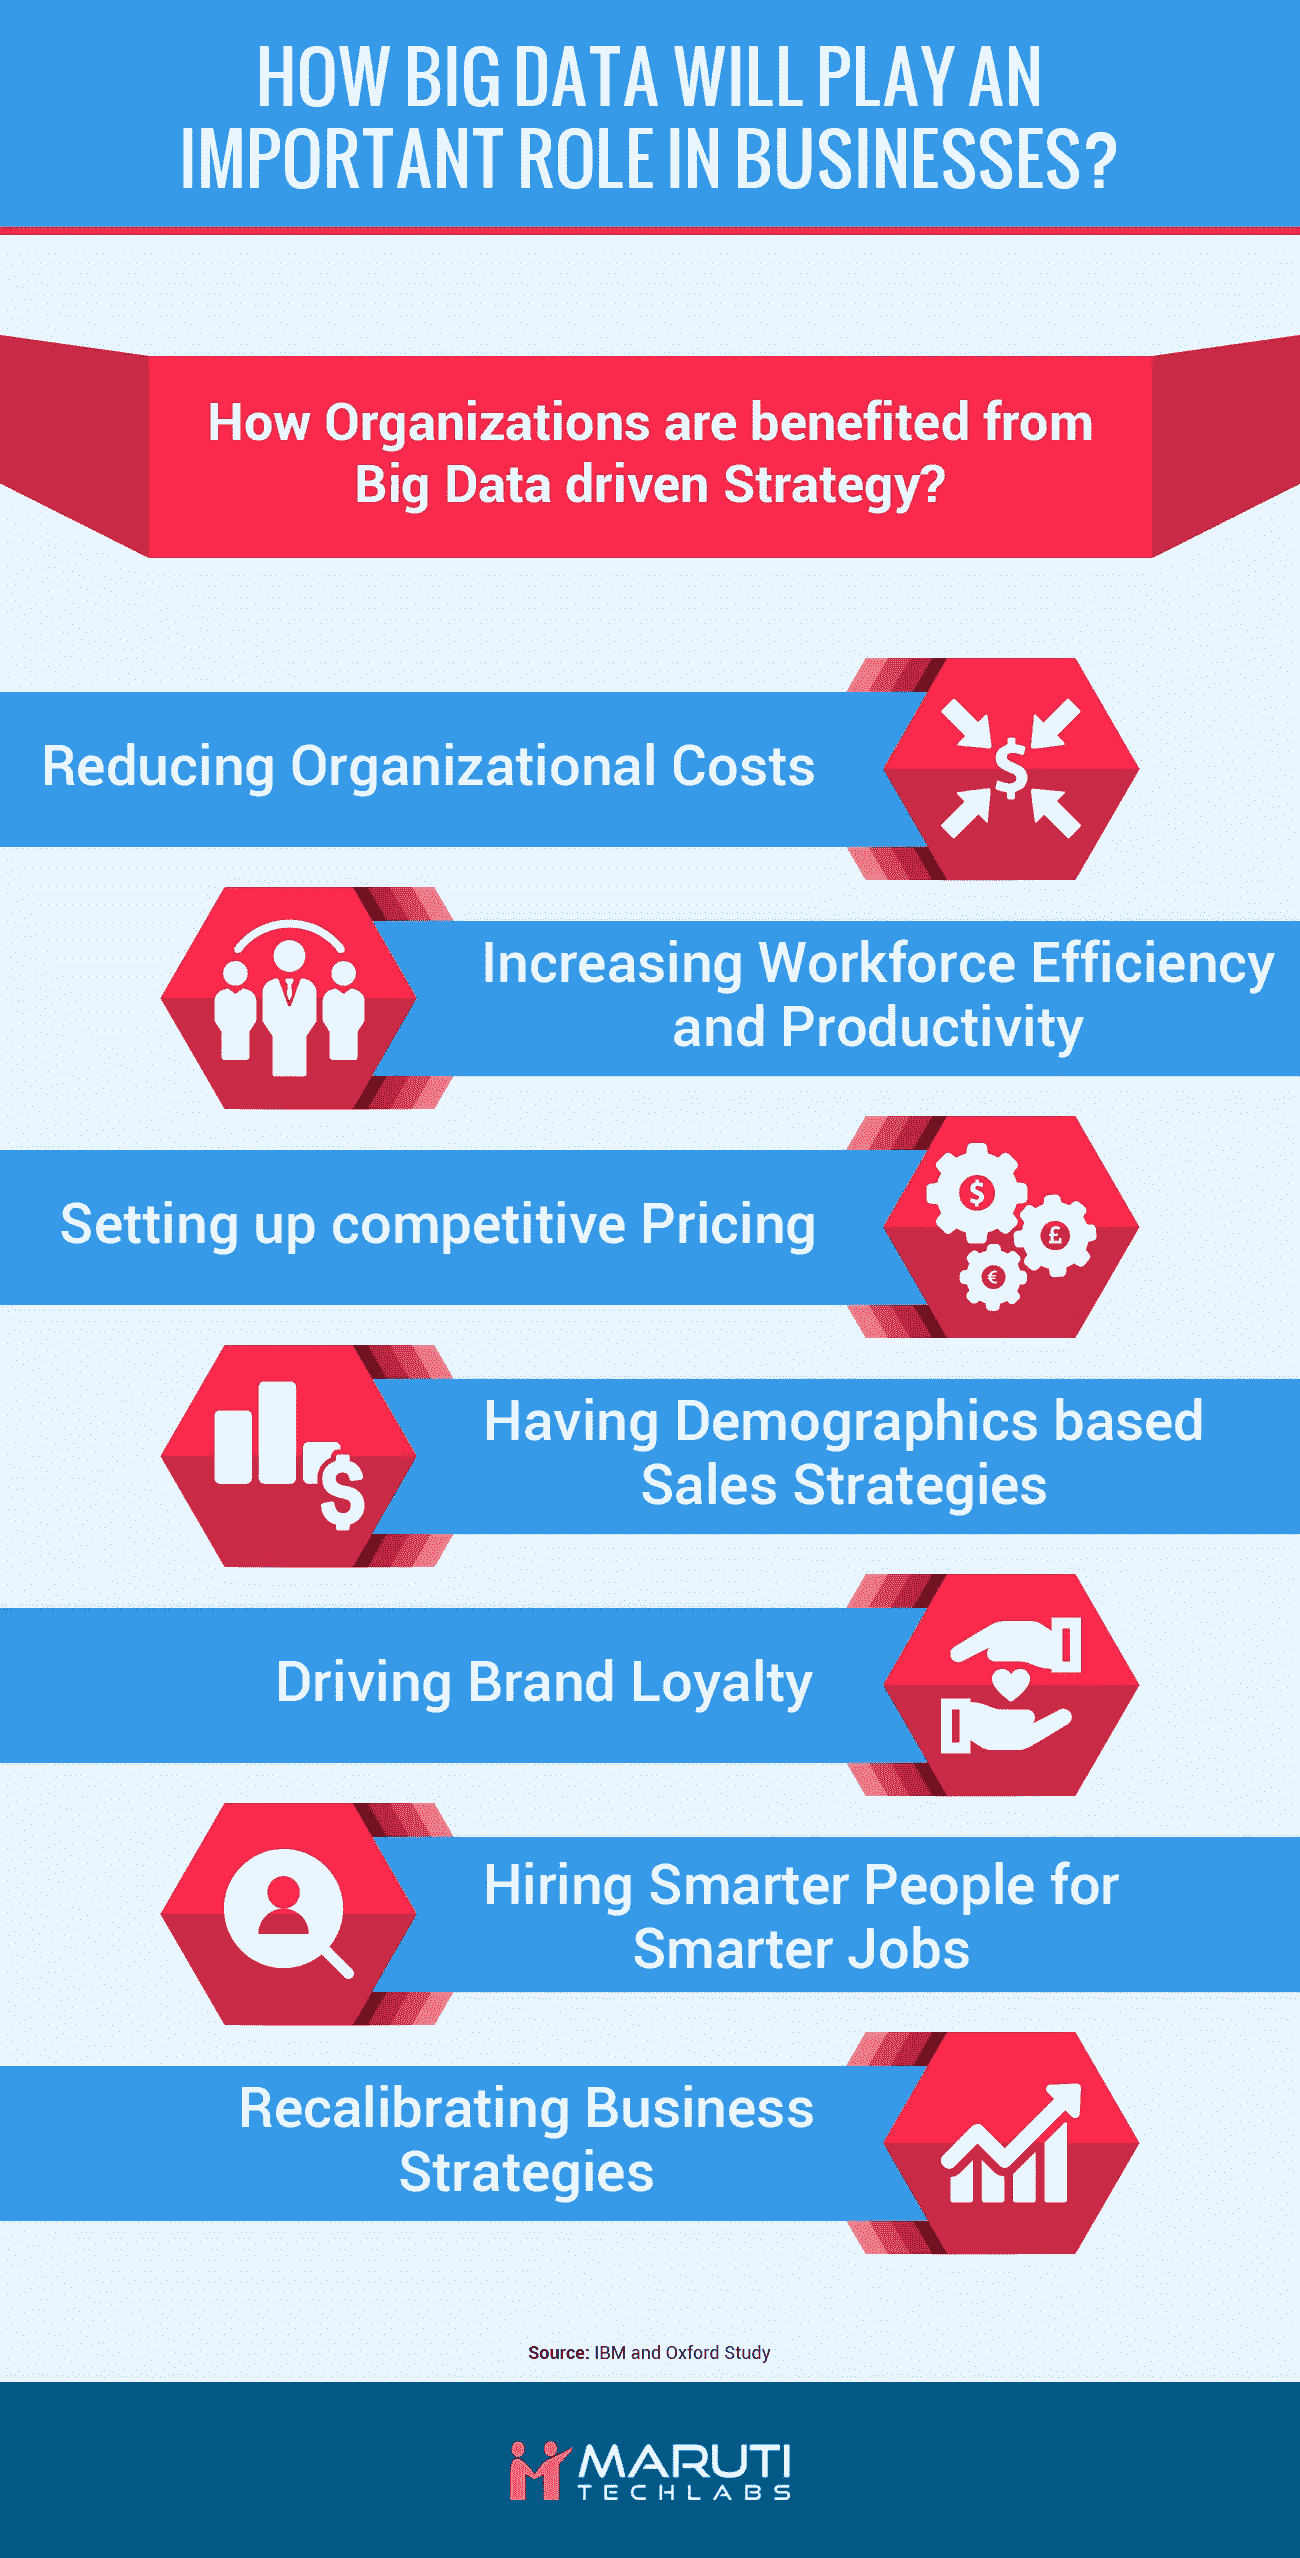 HOW BIG DATA WILL PLAY AN
IMPORTANT ROLE IN BUSINESSES?
How Organizations are benefited from
Big Data driven Strategy?
Reducing Organizational Costs
$
Increasing Workforce Efficiency
and Productivity
Setting up competitive Pricing
$
£
€
Having Demographics based
Sales Strategies
$
Driving Brand Loyalty
Hiring Smarter People for
Smarter Jobs
Recalibrating Business
Strategies
Source: IBM and Oxford Study
MARUTI
TECHLABS